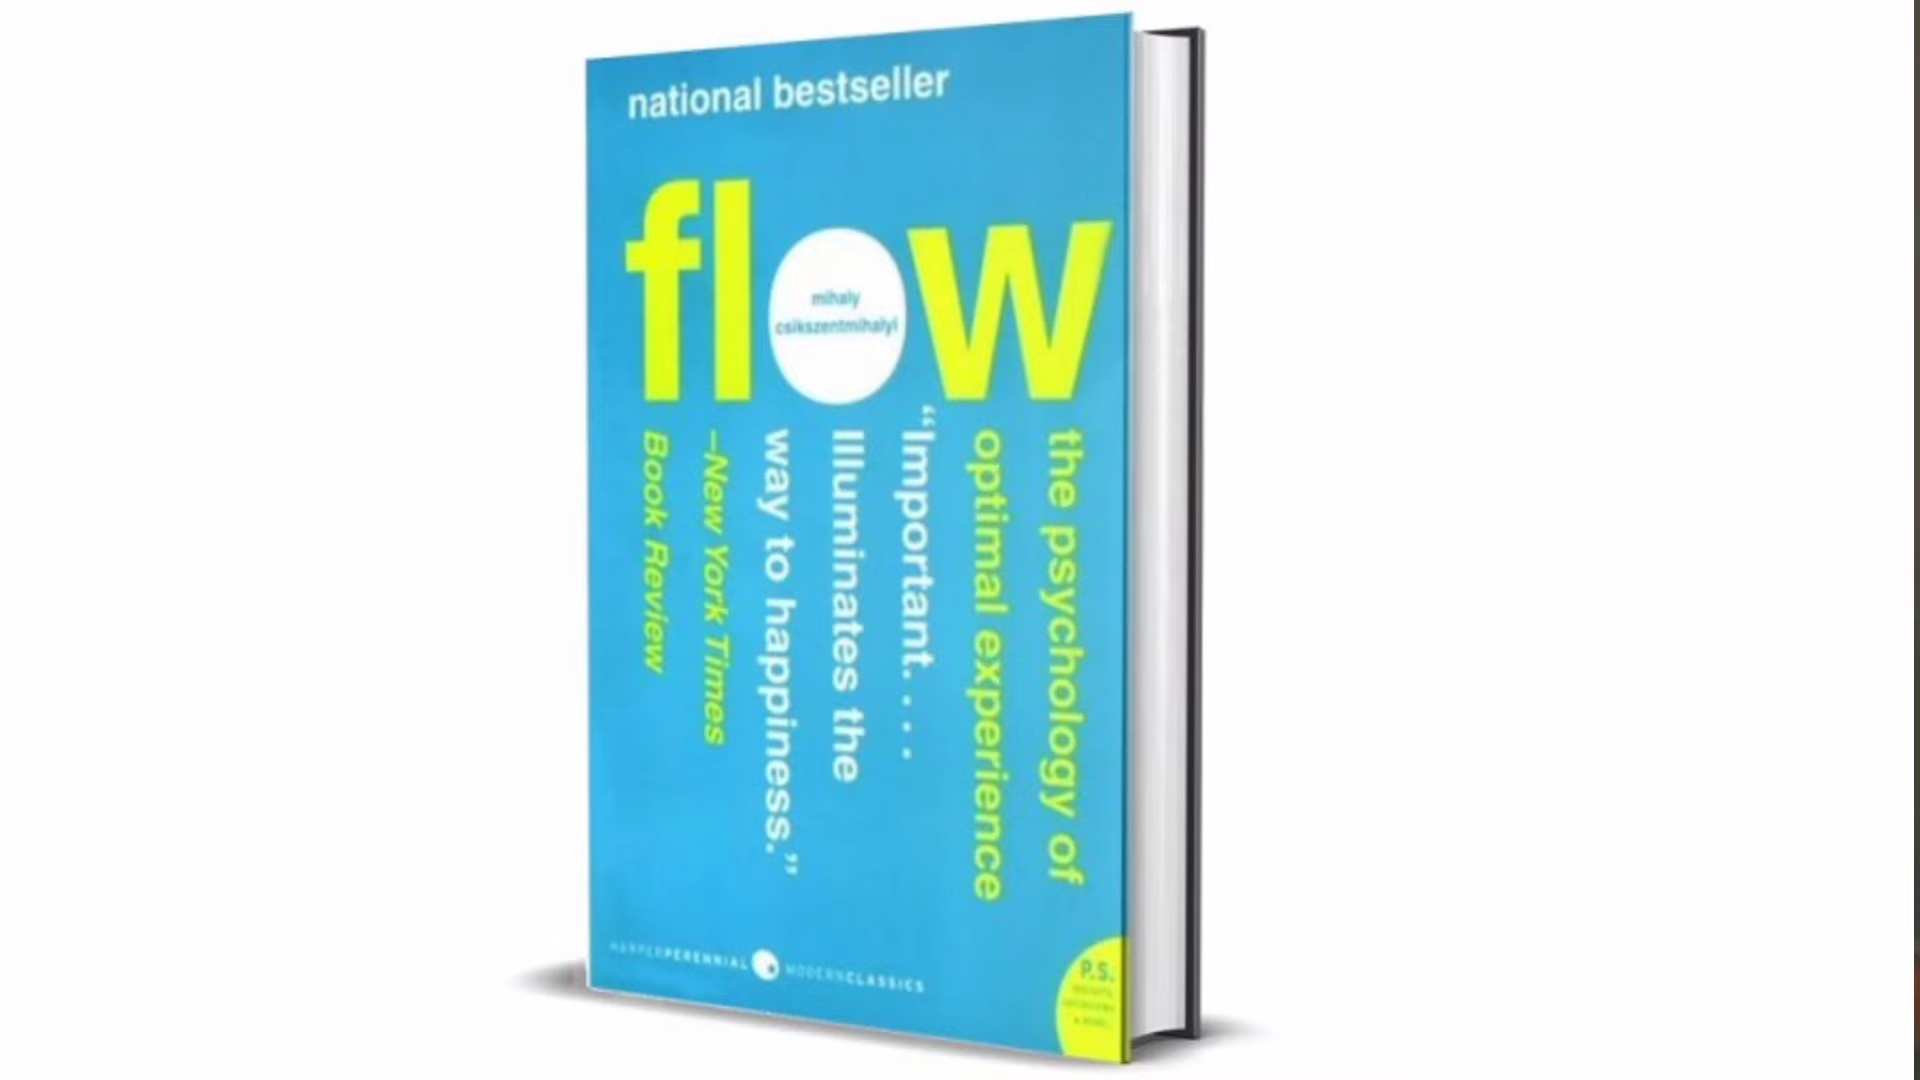 national bestseller
flow
mihaly
csikszentmihalyi
the psychology of
optimal experience
“Important. . . .
Illuminates the
way to happiness.”
–New York Times
Book Review
HARPERPERENNIAL MODERNCLASSICS
P.S.